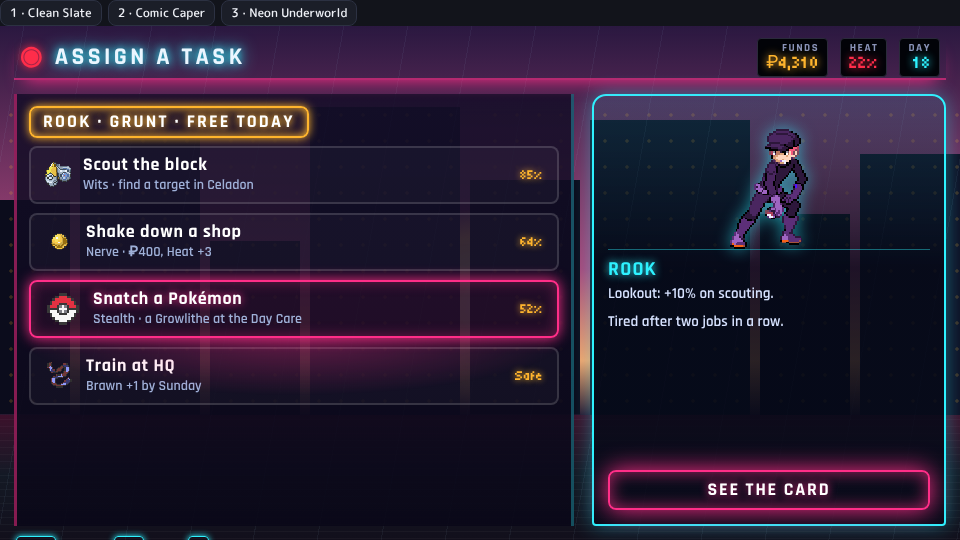 1 · Clean Slate
2 · Comic Caper
3 · Neon Underworld
ASSIGN A TASK
FUNDS
₽4,310
HEAT
22%
DAY
18
ROOK · GRUNT · FREE TODAY
Scout the block
Wits · find a target in Celadon
85%
Shake down a shop
Nerve · ₽400, Heat +3
64%
Snatch a Pokémon
Stealth · a Growlithe at the Day Care
52%
Train at HQ
Brawn +1 by Sunday
Safe
ROOK
Lookout: +10% on scouting.
Tired after two jobs in a row.
SEE THE CARD